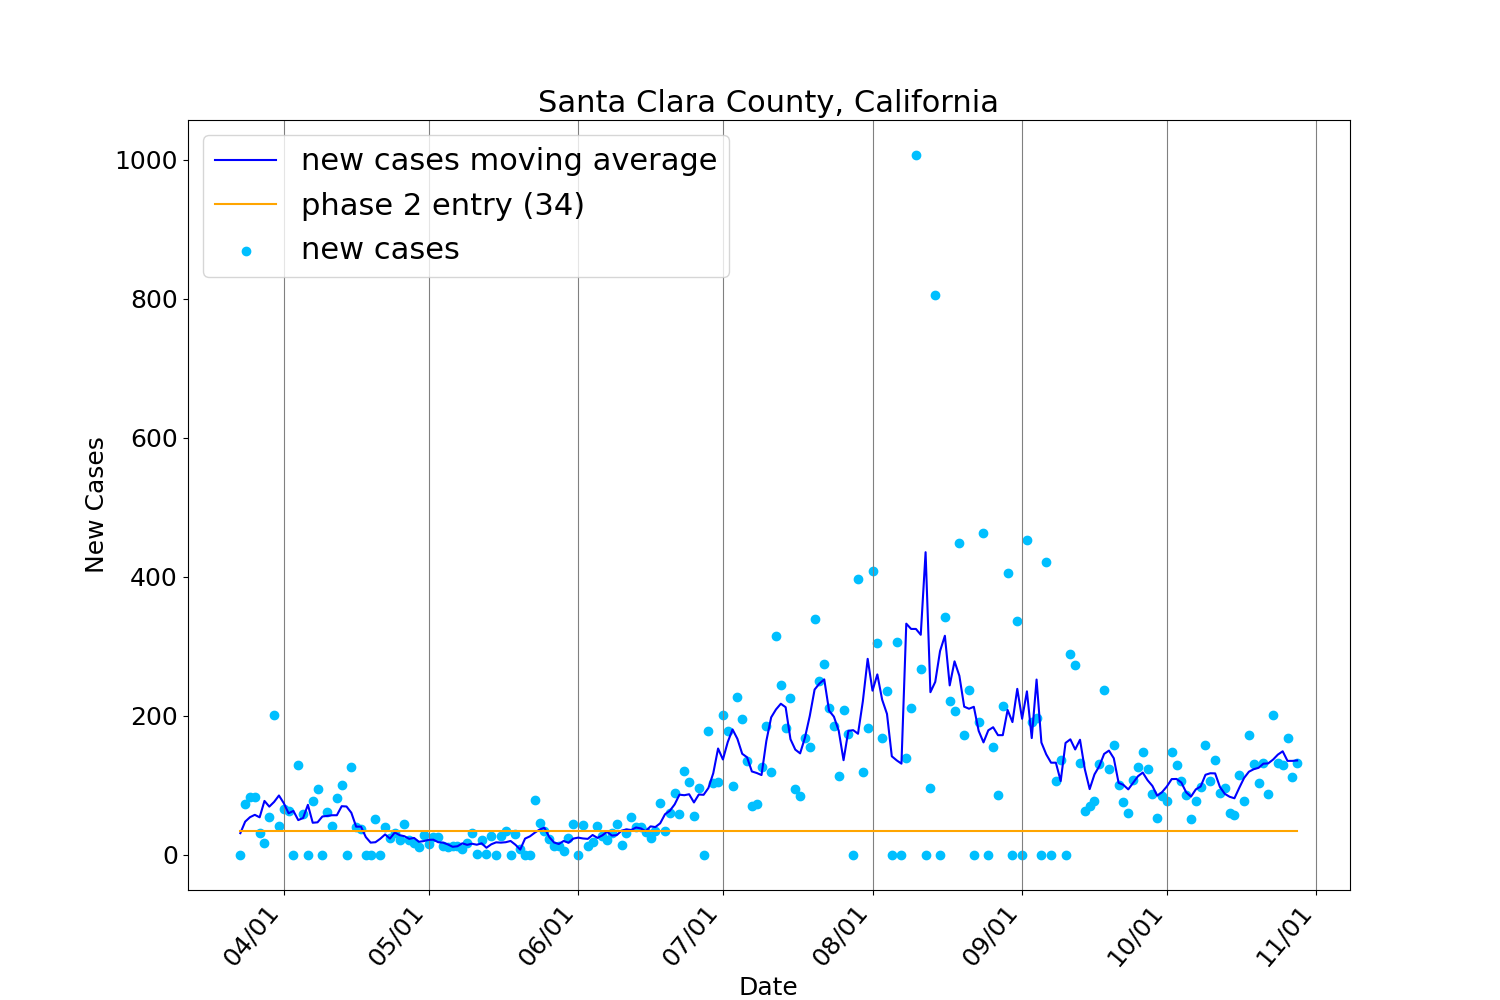 Santa Clara County, California
new cases moving average
phase 2 entry (34)
new cases
1000
800
600
400
200
0
New Cases
04/01
05/01
06/01
07/01
08/01
09/01
10/01
11/01
Date